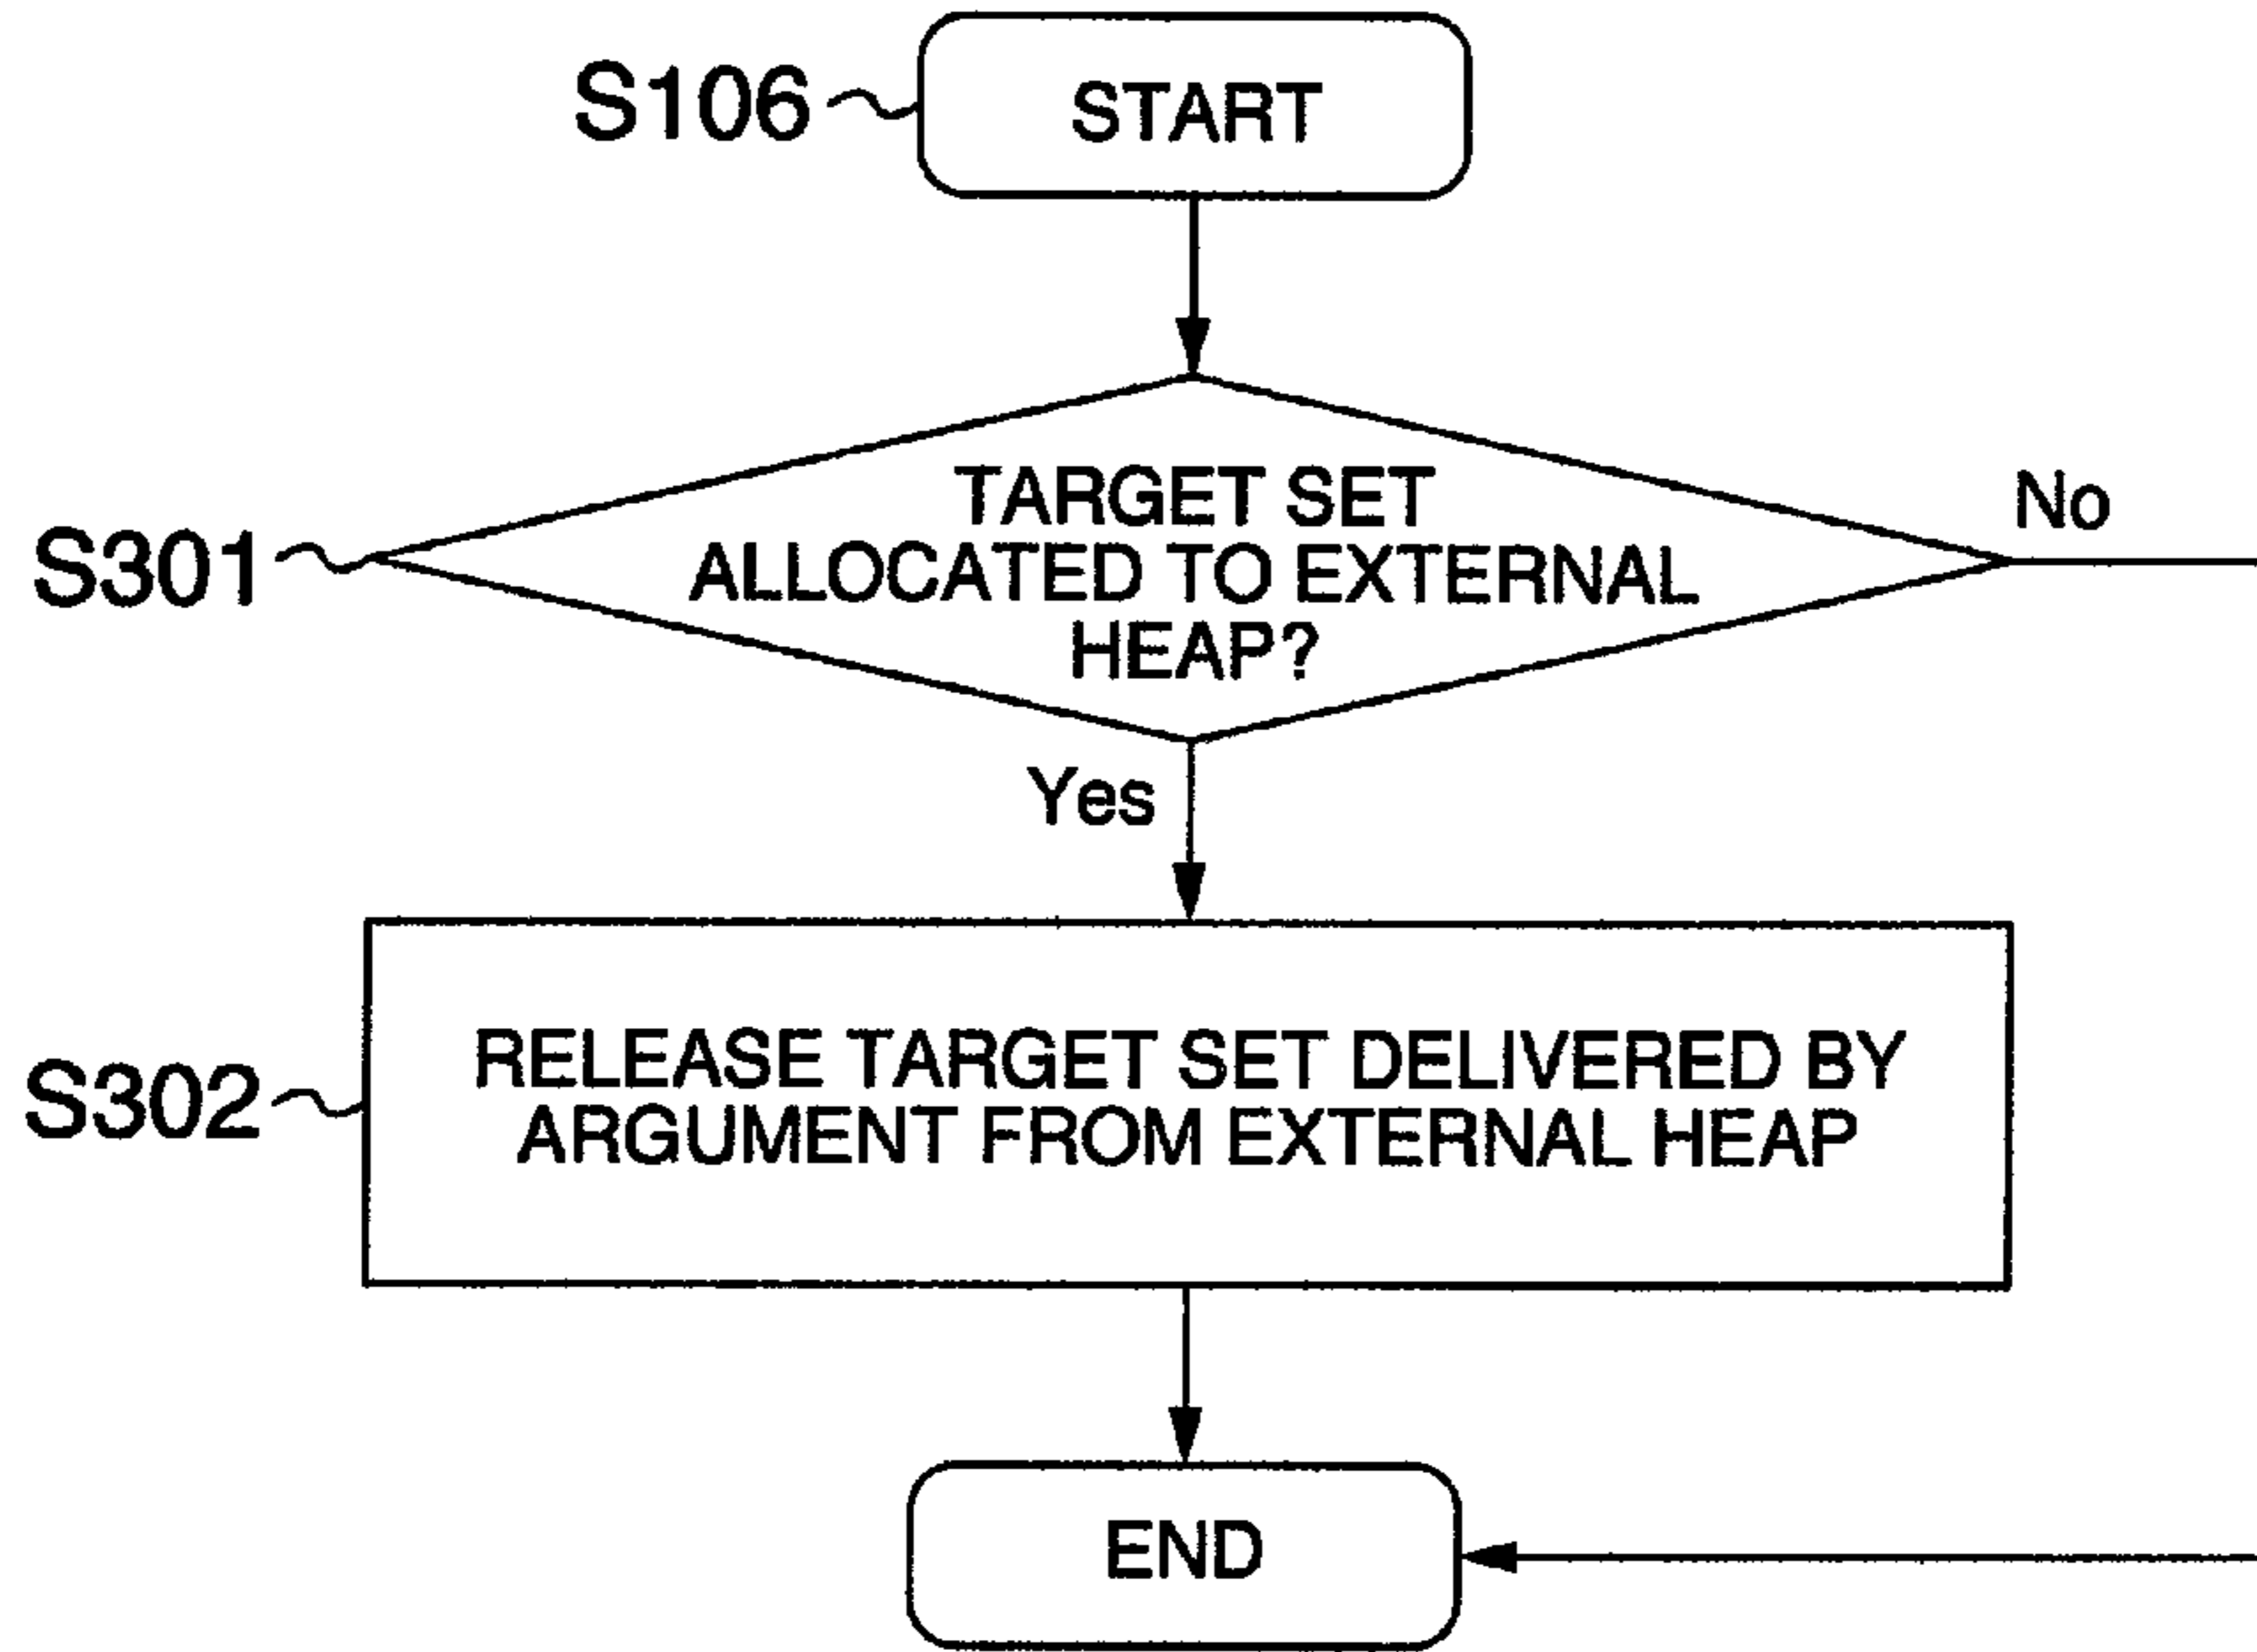 S106
START
TARGET SET
ALLOCATED TO EXTERNAL
HEAP?
No
S301
Yes
RELEASE TARGET SET DELIVERED BY
ARGUMENT FROM EXTERNAL HEAP
S302
END